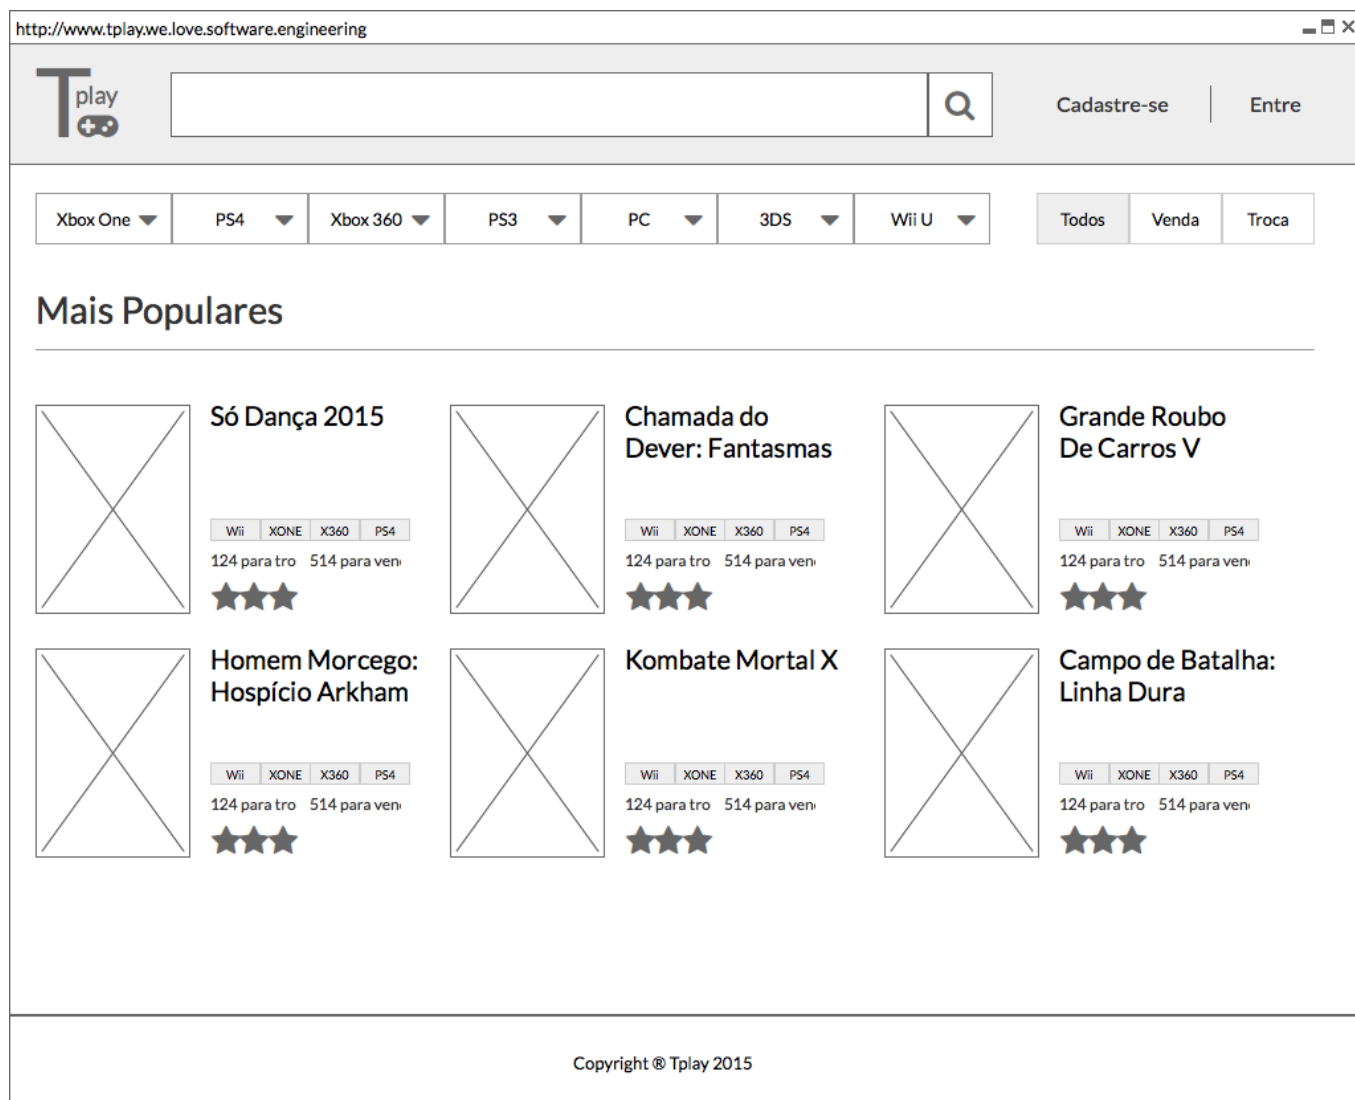 http://www.tplay.we.love.software.engineering
Tplay
Cadastre-se Entre
Xbox One PS4 Xbox 360 PS3 PC 3DS Wii U Todos Venda Troca
Mais Populares
Só Dança 2015
Wii XONE X360 PS4
124 para tro 514 para ven
Chamada do
Dever: Fantasmas
Wii XONE X360 PS4
124 para tro 514 para ven
Grande Roubo
De Carros V
Wii XONE X360 PS4
124 para tro 514 para ven
Homem Morcego:
Hospício Arkham
Wii XONE X360 PS4
124 para tro 514 para ven
Kombate Mortal X
Wii XONE X360 PS4
124 para tro 514 para ven
Campo de Batalha:
Linha Dura
Wii XONE X360 PS4
124 para tro 514 para ven
Copyright ® Tplay 2015